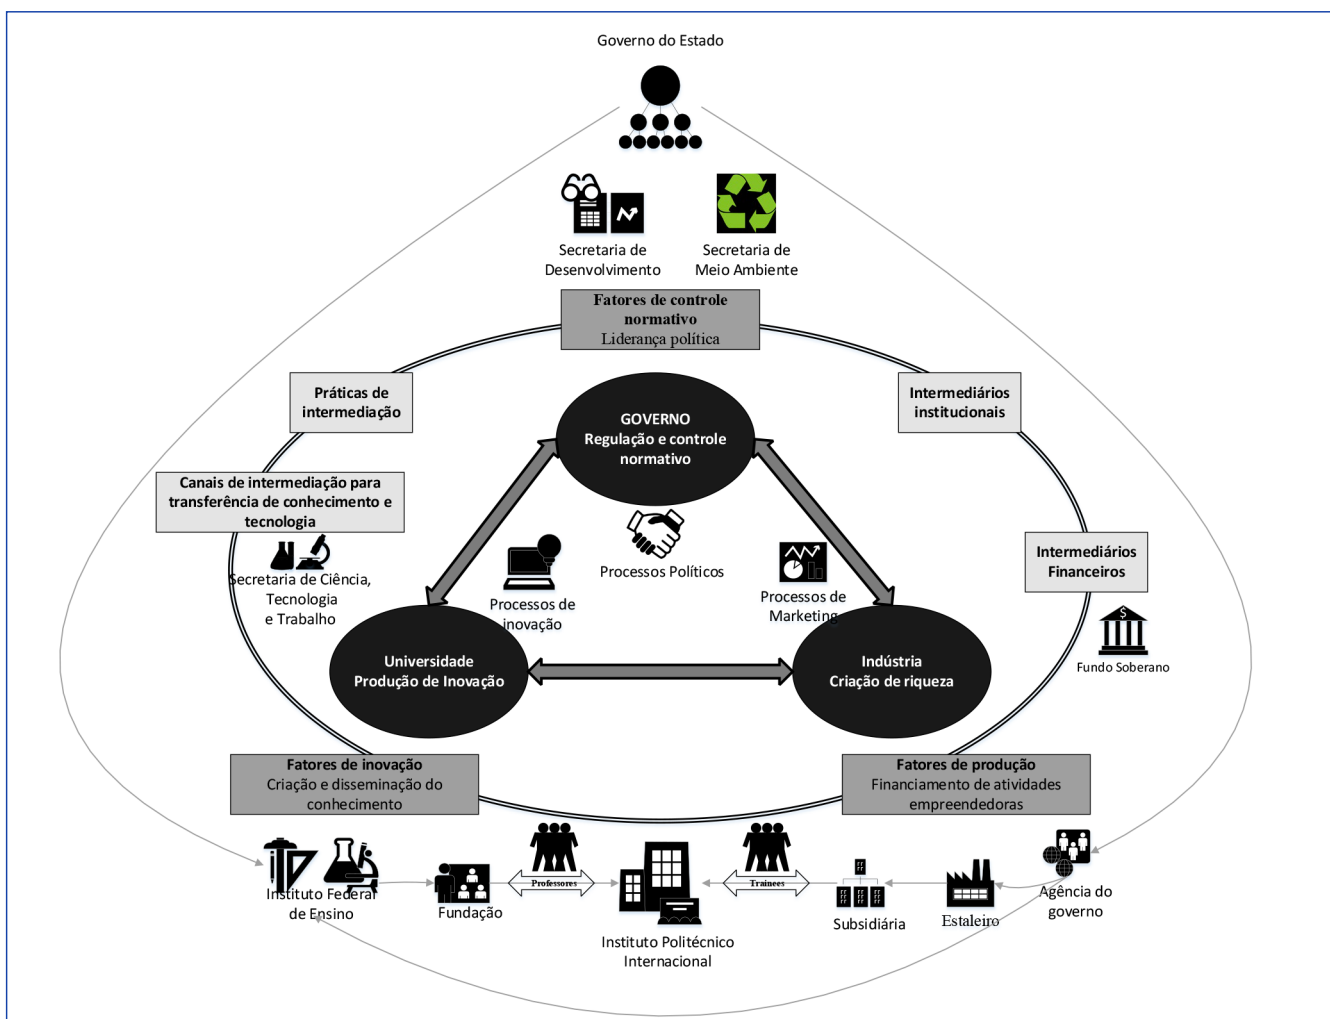 Governo do Estado
Secretaria de
Desenvolvimento
Secretaria de
Meio Ambiente
Fatores de controle
normativo
Liderança política
Práticas de
intermediação
Intermediários
institucionais
GOVERNO
Regulação e controle
normativo
Canais de intermediação para
transferência de conhecimento e
tecnologia
Secretaria de Ciência,
Tecnologia
e Trabalho
Processos Políticos
Processos de
inovação
Processos de
Marketing
Intermediários
Financeiros
$
Fundo Soberano
Universidade
Produção de Inovação
Indústria
Criação de riqueza
Fatores de inovação
Criação e disseminação do
conhecimento
Fatores de produção
Financiamento de atividades
empreendedoras
Instituto Federal
de Ensino
Fundação
Professores
Instituto Politécnico
Internacional
Trainees
Subsidiária
Estaleiro
Agência do
governo